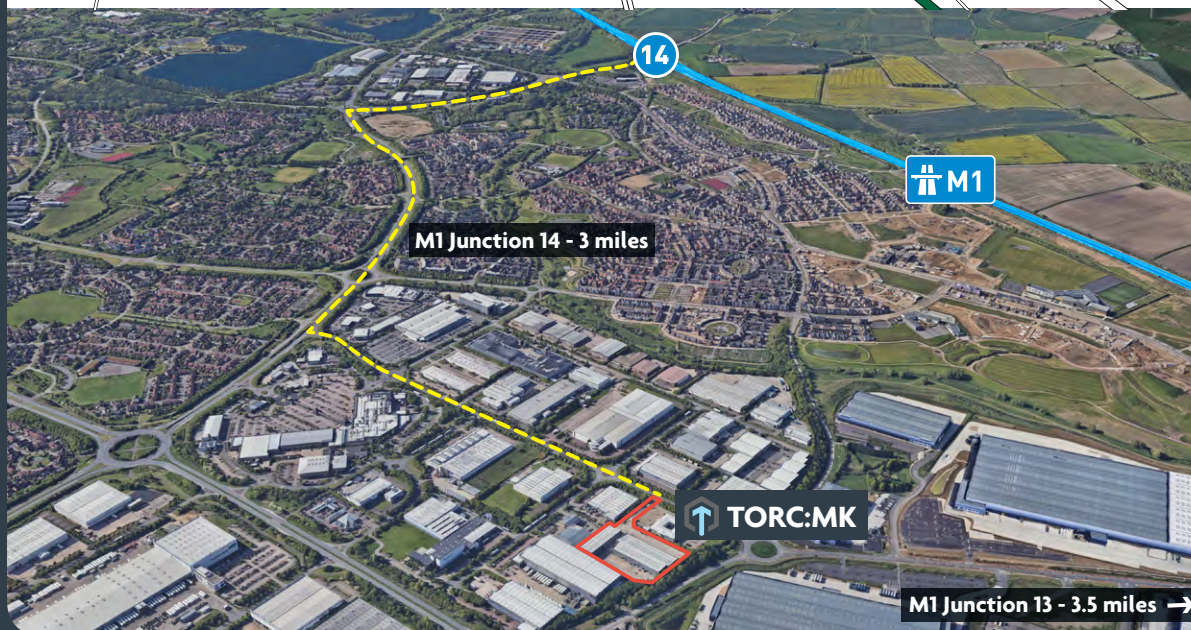 14
M1
M1 Junction 14 - 3 miles
TORC:MK
M1 Junction 13 - 3.5 miles →